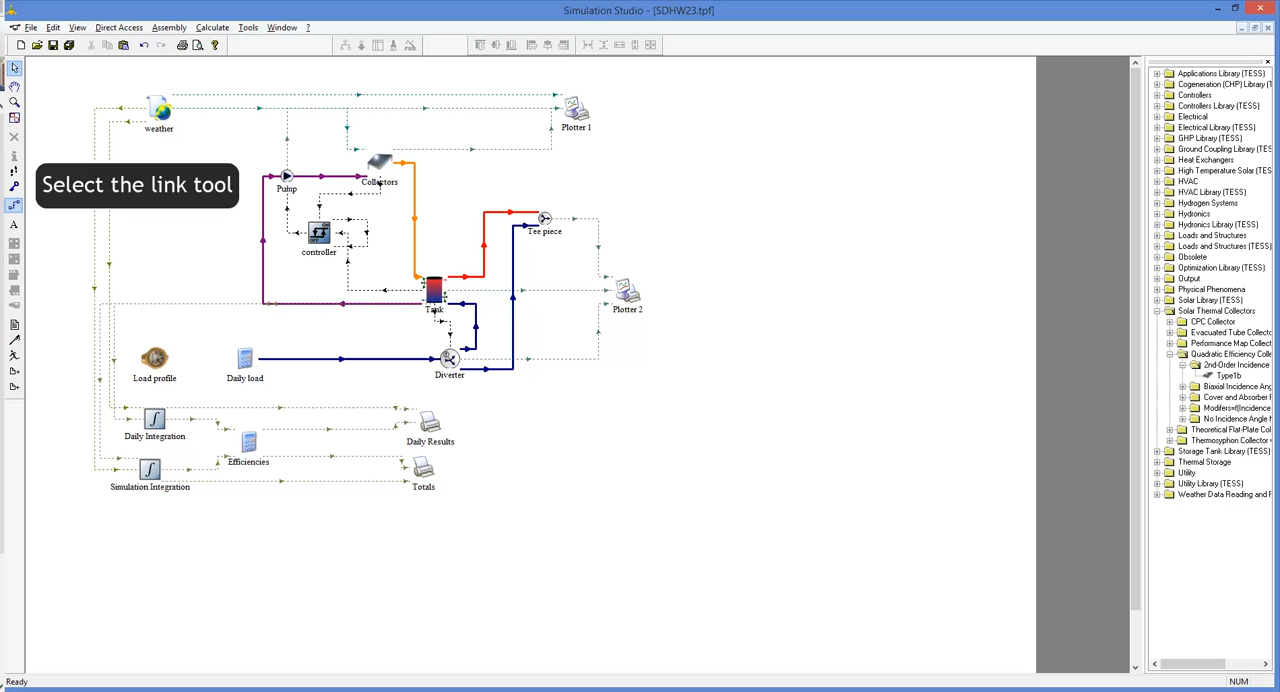 Simulation Studio - [SDHW23.tpf]
File Edit View Direct Access Assembly Calculate Tools Window ?
weather
Plotter 1
Select the link tool
Pump
Collectors
controller
Tee piece
Tank
Plotter 2
Load profile
Daily load
Diverter
Daily Integration
Efficiencies
Daily Results
Simulation Integration
Totals
Applications Library (TESS)
Cogeneration (CHP) Library (T
Controllers
Controllers Library (TESS)
Electrical
Electrical Library (TESS)
GHP Library (TESS)
Ground Coupling Library (TES
Heat Exchangers
High Temperature Solar (TES
HVAC
HVAC Library (TESS)
Hydrogen Systems
Hydronics
Hydronics Library (TESS)
Loads and Structures
Loads and Structures (TESS)
Obsolete
Optimization Library (TESS)
Output
Physical Phenomena
Solar Library (TESS)
Solar Thermal Collectors
CPC Collector
Evacuated Tube Collector
Performance Map Collect
Quadratic Efficiency Colle
2nd-Order Incidence
Type1b
Biaxial Incidence Ang
Cover and Absorber F
Modifers=f(Incidence
No Incidence Angle M
Theoretical Flat-Plate Col
Thermosyphon Collector
Storage Tank Library (TESS)
Thermal Storage
Utility
Utility Library (TESS)
Weather Data Reading and F
Ready
NUM